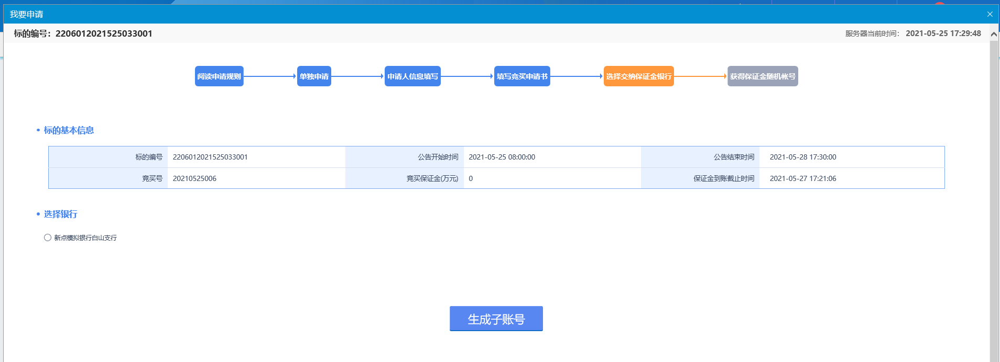 我要申请
标的编号：2206012021525033001 服务器当前时间： 2021-05-25 17:29:48
阅读申请规则 单独申请 申请人信息填写 填写竞买申请书 选择交纳保证金银行 获得保证金随机帐号
标的基本信息
标的编号 2206012021525033001 公告开始时间 2021-05-25 08:00:00 公告结束时间 2021-05-28 17:30:00
竞买号 20210525006 竞买保证金(万元) 0 保证金到账截止时间 2021-05-27 17:21:06
选择银行
新点模拟银行白山支行
生成子账号